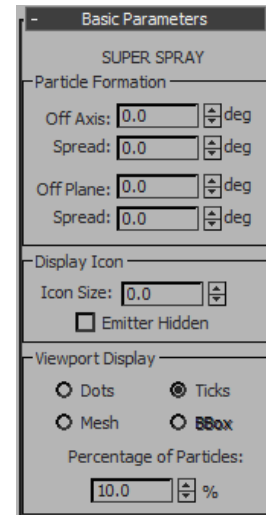 - Basic Parameters
SUPER SPRAY
Particle Formation
Off Axis: 0.0 deg
Spread: 0.0 deg
Off Plane: 0.0 deg
Spread: 0.0 deg
Display Icon
Icon Size: 0.0
Emitter Hidden
Viewport Display
Dots Ticks
Mesh BBox
Percentage of Particles:
10.0 %